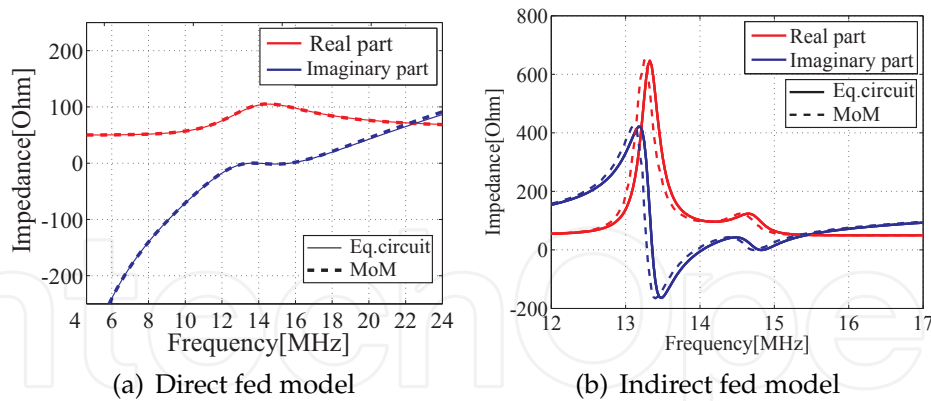 200
100
0
-100
-200
Impedance[Ohm]
Real part
Imaginary part
Eq.circuit
MoM
4 6 8 10 12 14 16 18 20 22 24
Frequency[MHz]
(a) Direct fed model
800
600
400
200
0
-200
Impedance[Ohm]
Real part
Imaginary part
Eq.circuit
MoM
12 13 14 15 16 17
Frequency[MHz]
(b) Indirect fed model
ntechOpe